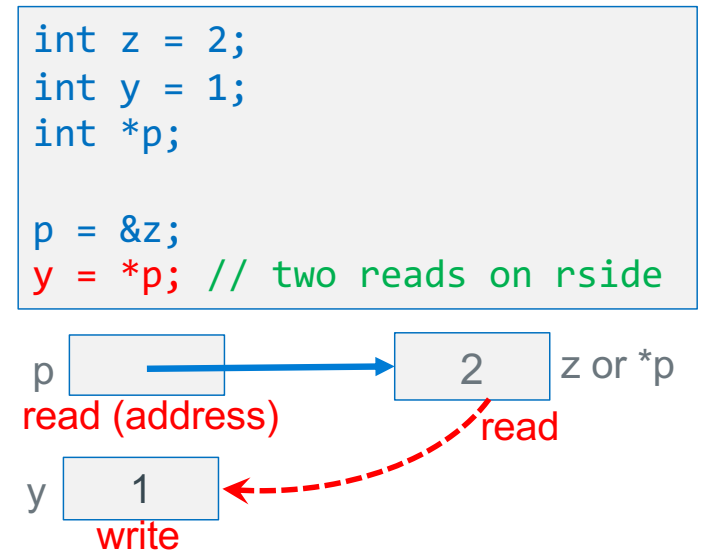 int z = 2;
int y = 1;
int *p;
p = &z;
y = *p; // two reads on rside
p 2 z or *p
read (address) read
y 1
write